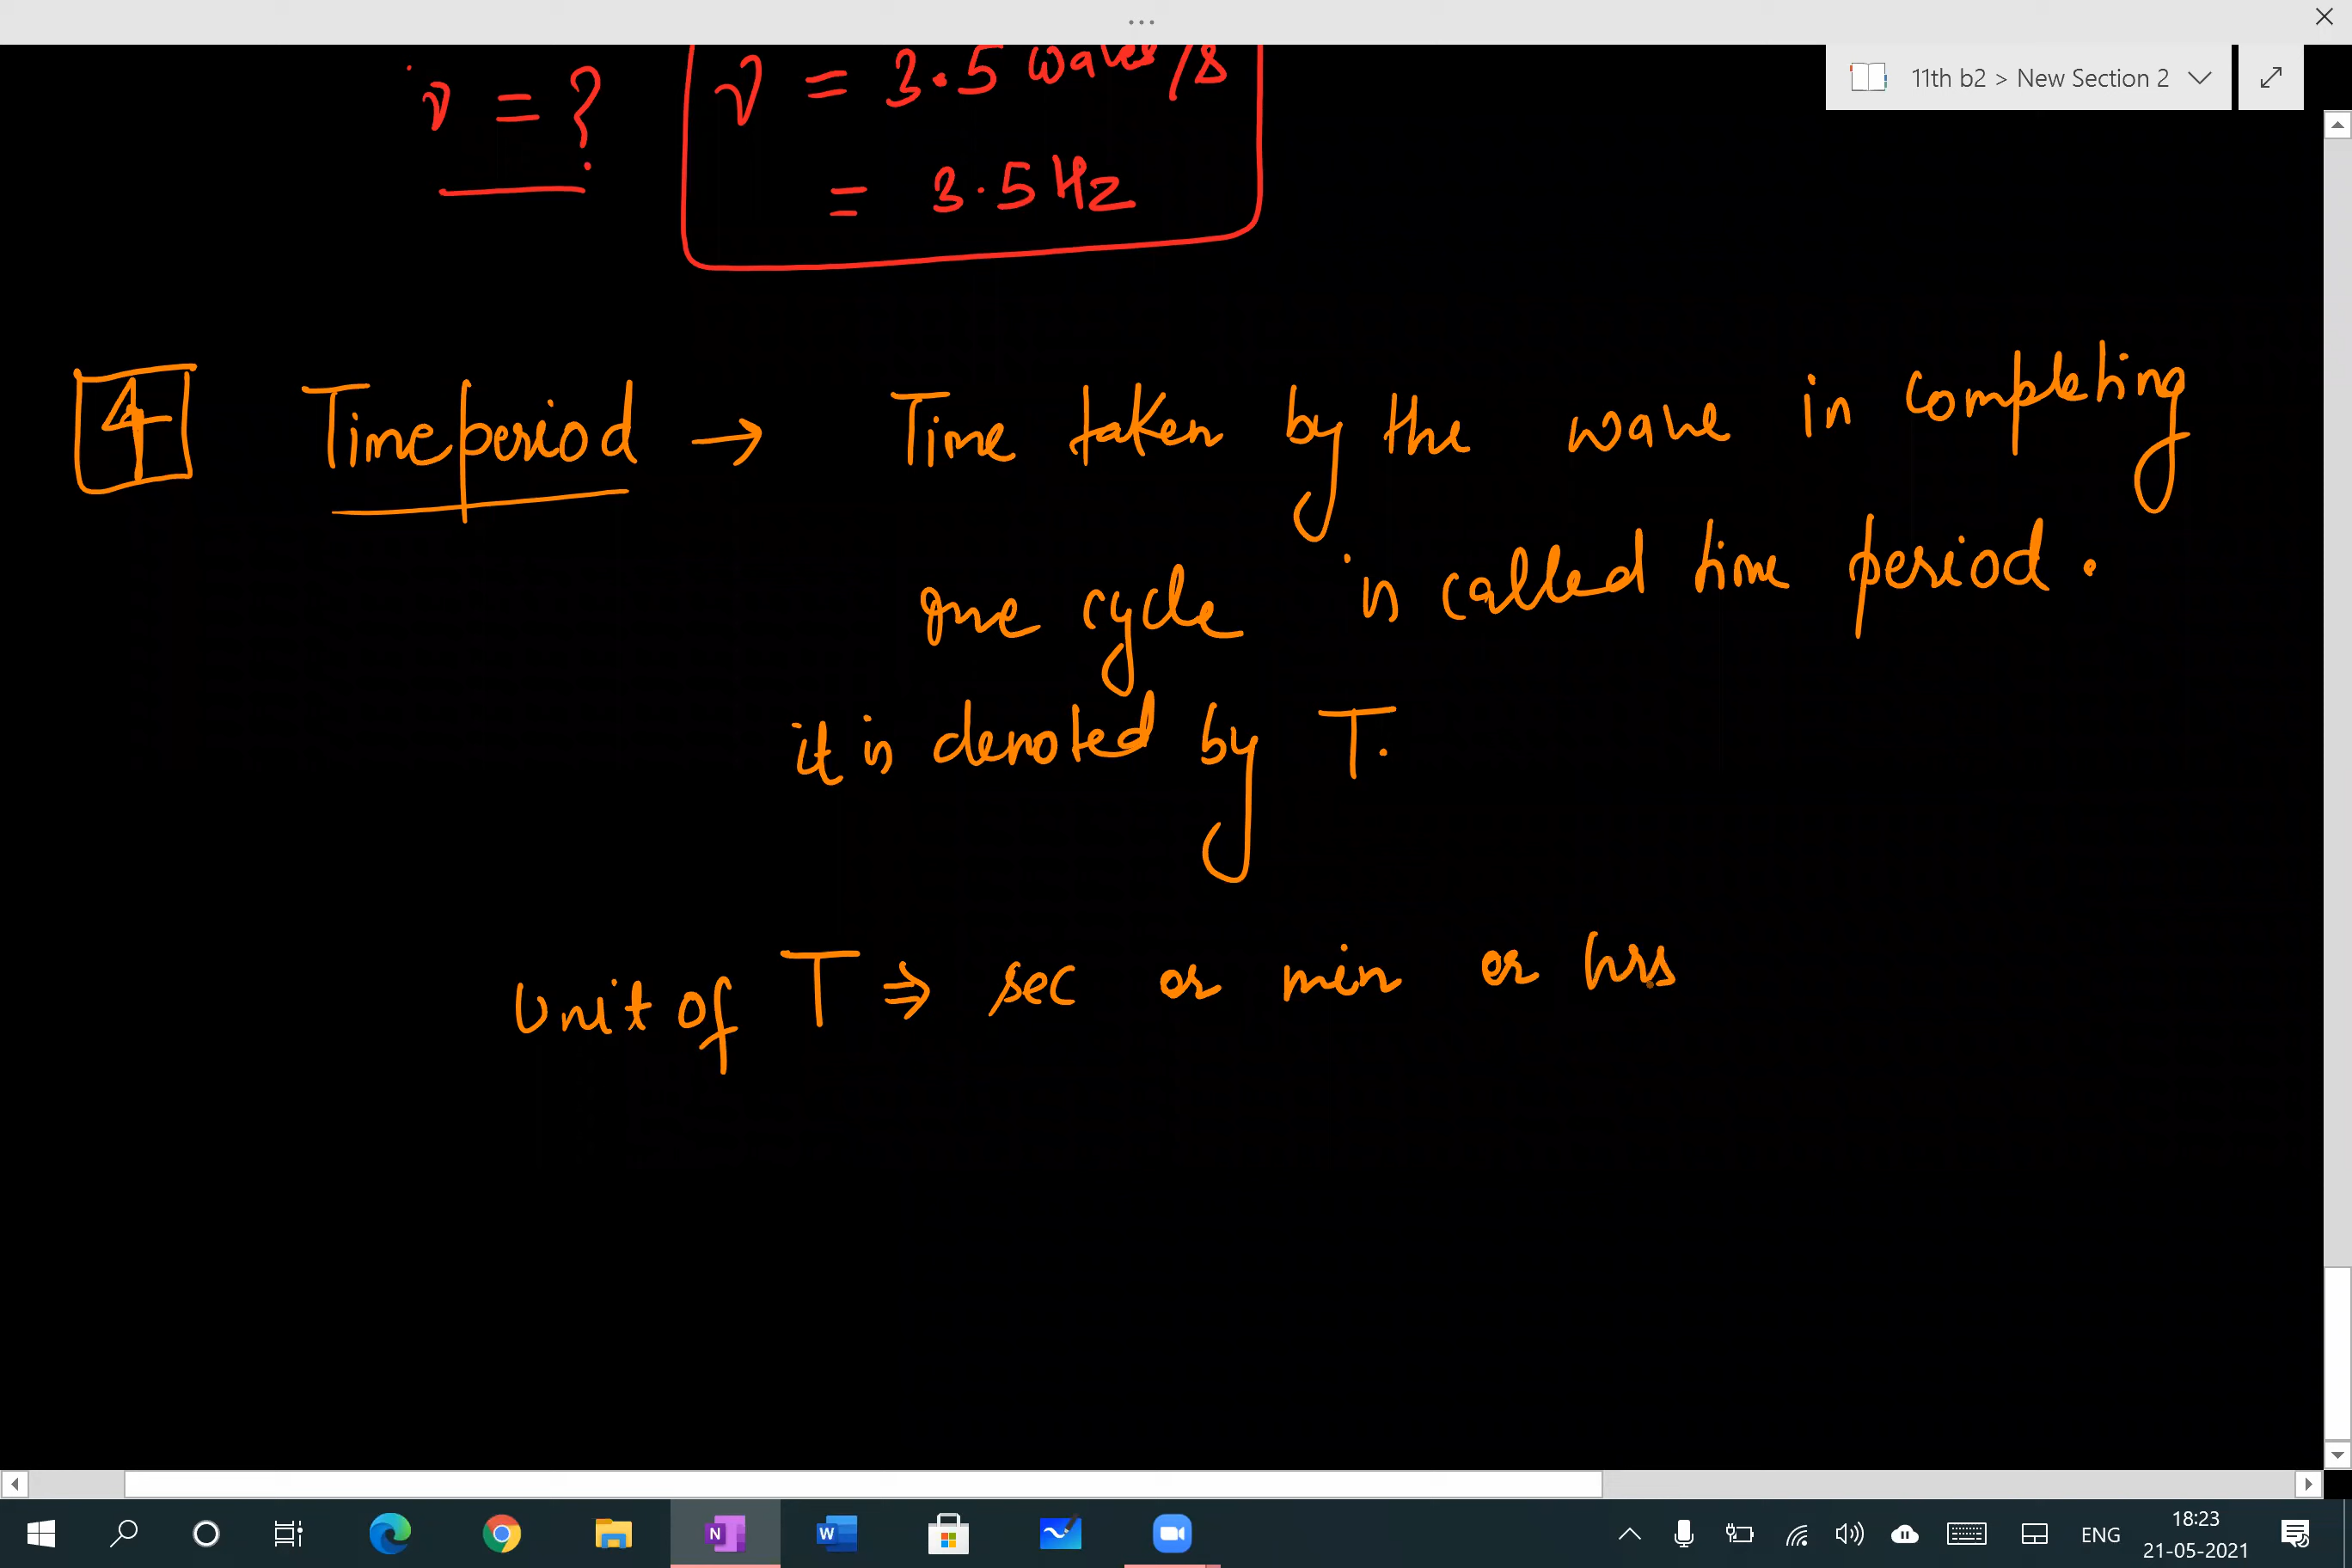 11th b2 > New Section 2
ν = ?
ν = 3.5 waves/s
= 3.5 Hz
4 Time period → Time taken by the wave in completing
one cycle is called time period.
it is denoted by T.
Unit of T ⇒ sec or min or hrs
ENG
18:23
21-05-2021